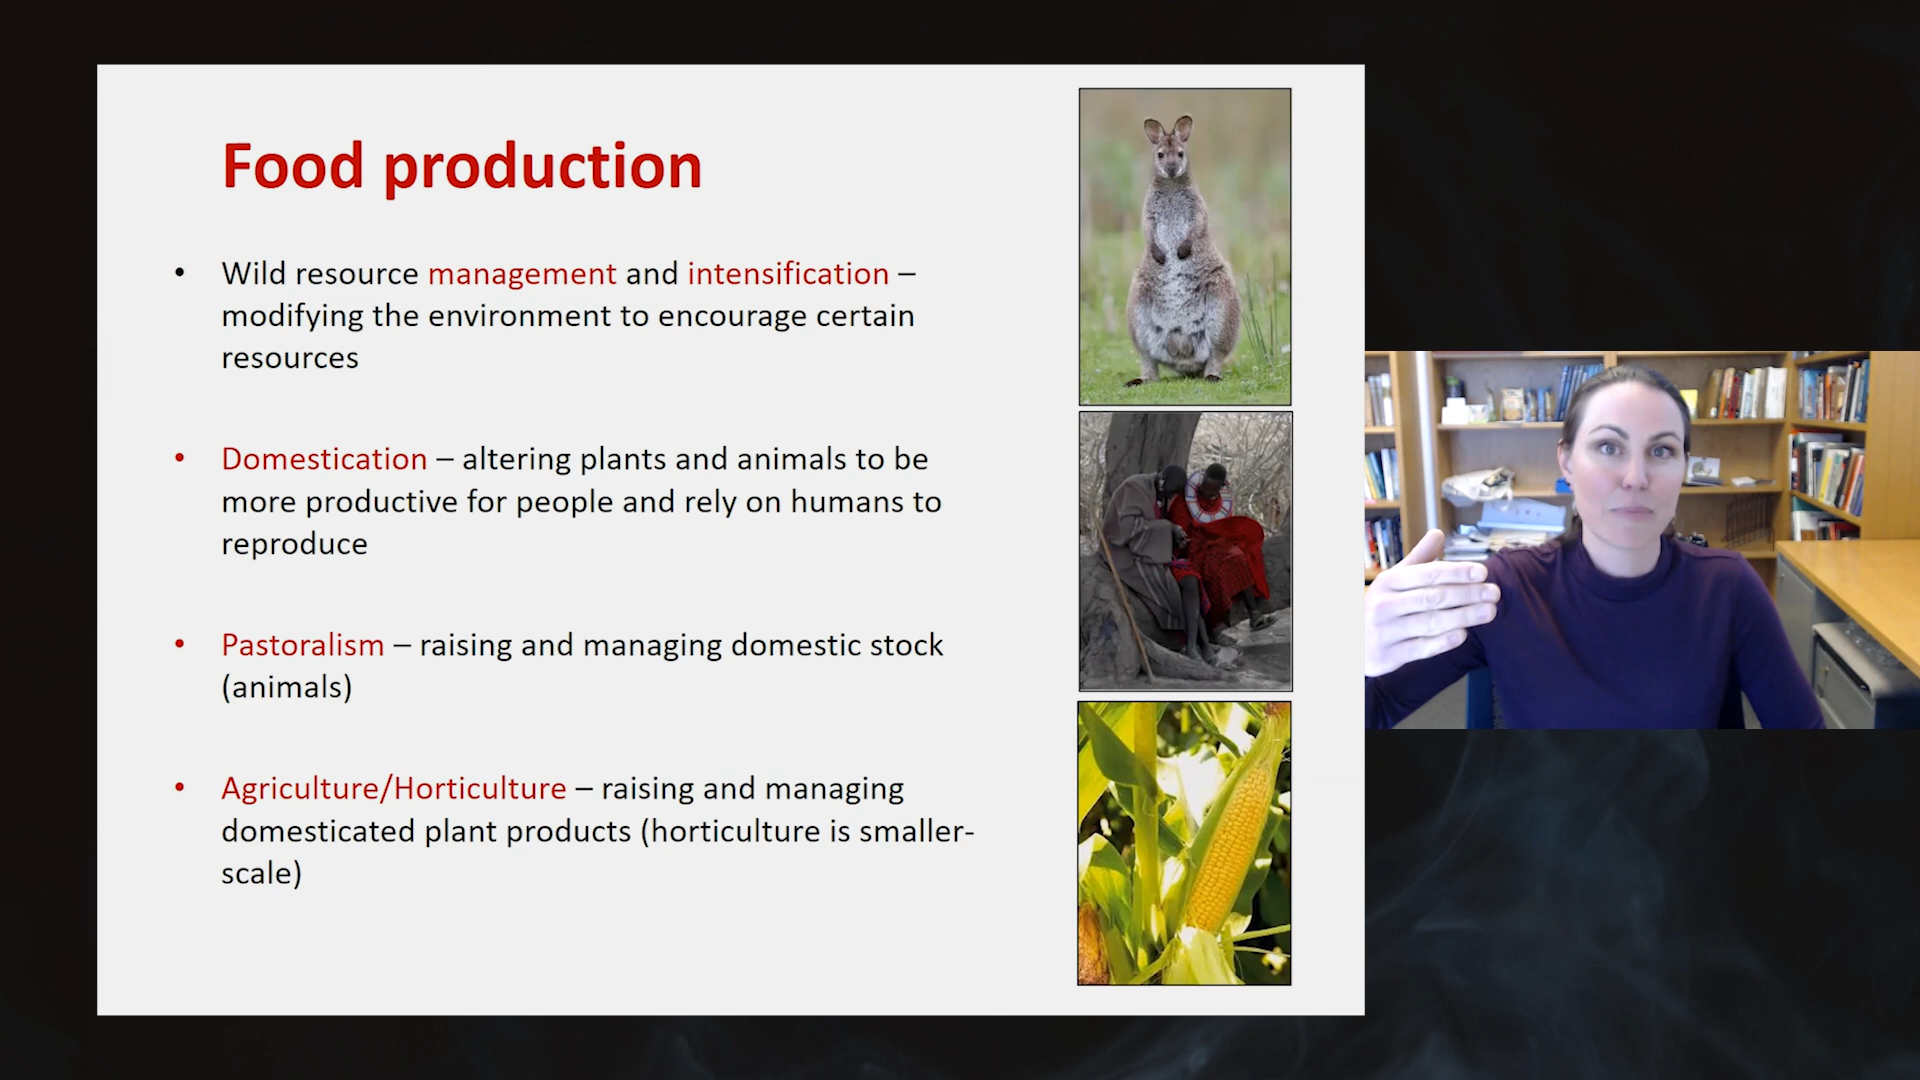 Food production
• Wild resource management and intensification –
modifying the environment to encourage certain
resources
• Domestication – altering plants and animals to be
more productive for people and rely on humans to
reproduce
• Pastoralism – raising and managing domestic stock
(animals)
• Agriculture/Horticulture – raising and managing
domesticated plant products (horticulture is smaller-
scale)